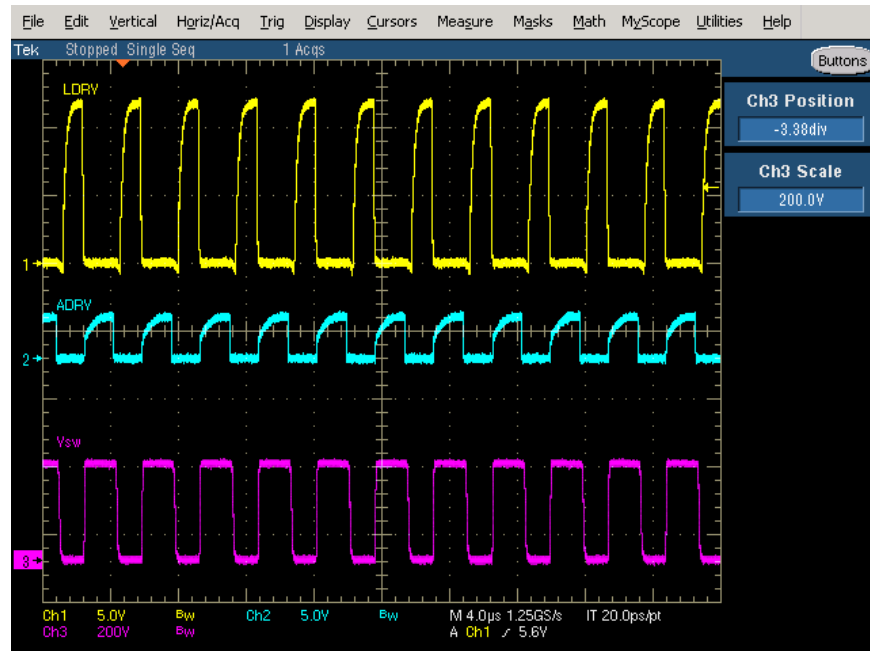 File Edit Vertical Horiz/Acq Trig Display Cursors Measure Masks Math MyScope Utilities Help
Tek Stopped Single Seq 1 Acqs
Buttons
LDRV
Ch3 Position
-3.38div
Ch3 Scale
200.0V
1
ADRV
2
Vsw
3
Ch1 5.0V Bw Ch2 5.0V Bw M 4.0µs 1.25GS/s IT 20.0ps/pt
Ch3 200V Bw A Ch1 5.6V